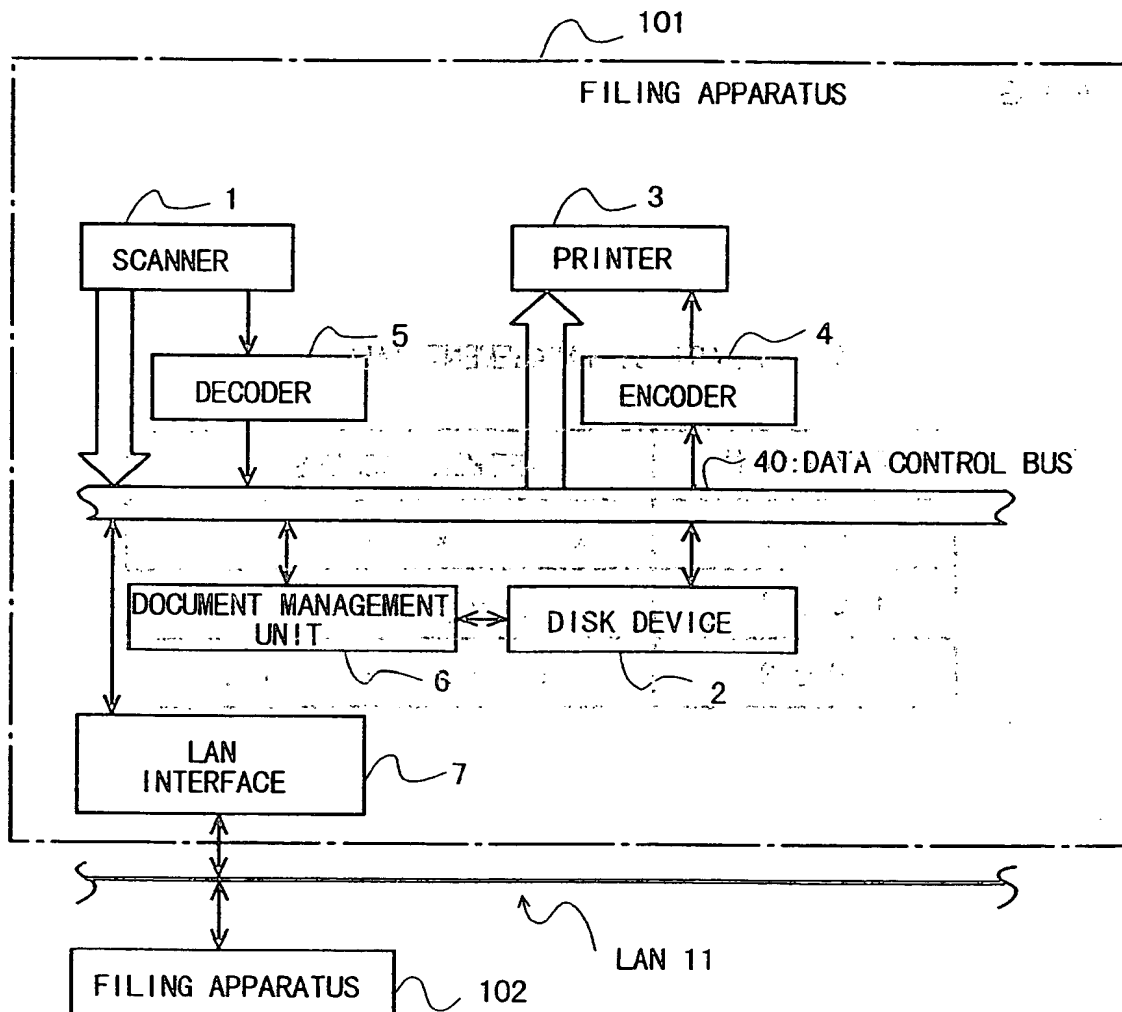 101
FILING APPARATUS
1
3
SCANNER
PRINTER
5
4
DECODER
ENCODER
40:DATA CONTROL BUS
DOCUMENT MANAGEMENT
UNIT
DISK DEVICE
6
2
LAN
INTERFACE
7
LAN 11
FILING APPARATUS
102